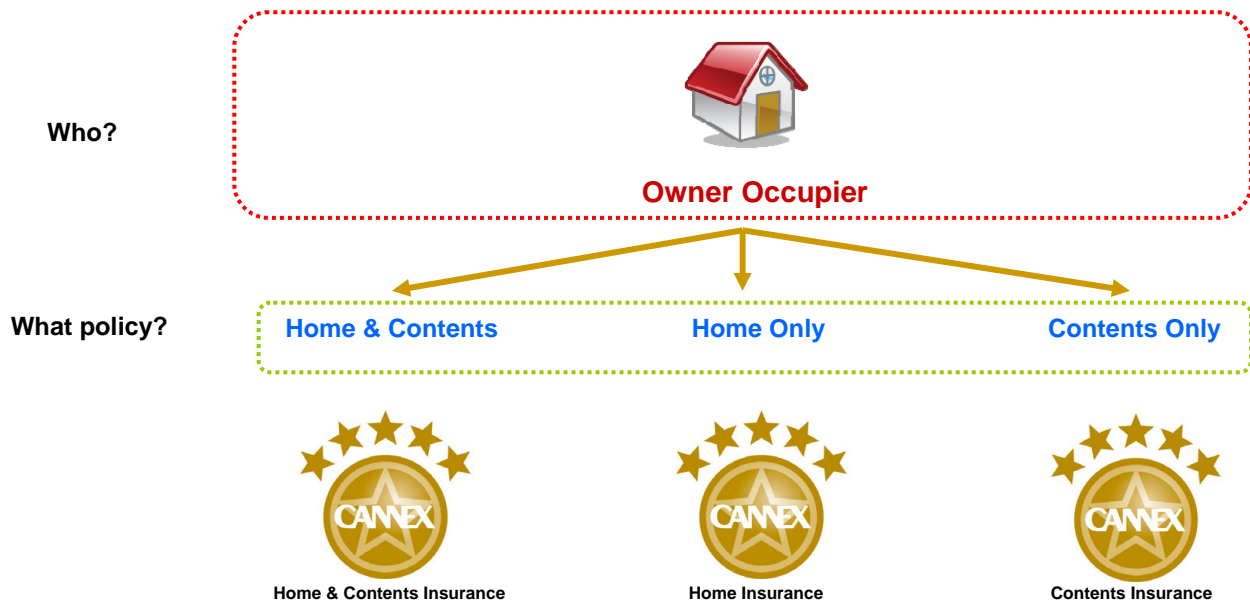 Who?
Owner Occupier
What policy?
Home & Contents
Home Only
Contents Only
CANNEX
CANNEX
CANNEX
Home & Contents Insurance
Home Insurance
Contents Insurance